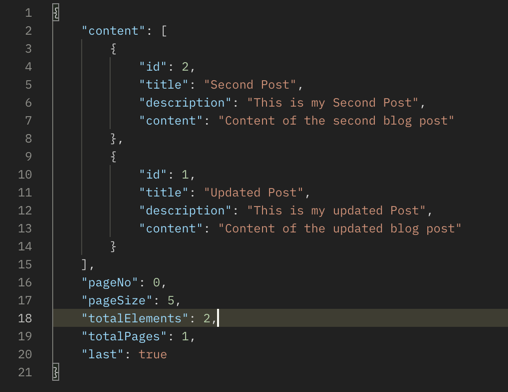 1 {
2     "content": [
3         {
4             "id": 2,
5             "title": "Second Post",
6             "description": "This is my Second Post",
7             "content": "Content of the second blog post"
8         },
9         {
10             "id": 1,
11             "title": "Updated Post",
12             "description": "This is my updated Post",
13             "content": "Content of the updated blog post"
14         }
15     ],
16     "pageNo": 0,
17     "pageSize": 5,
18     "totalElements": 2,
19     "totalPages": 1,
20     "last": true
21 }